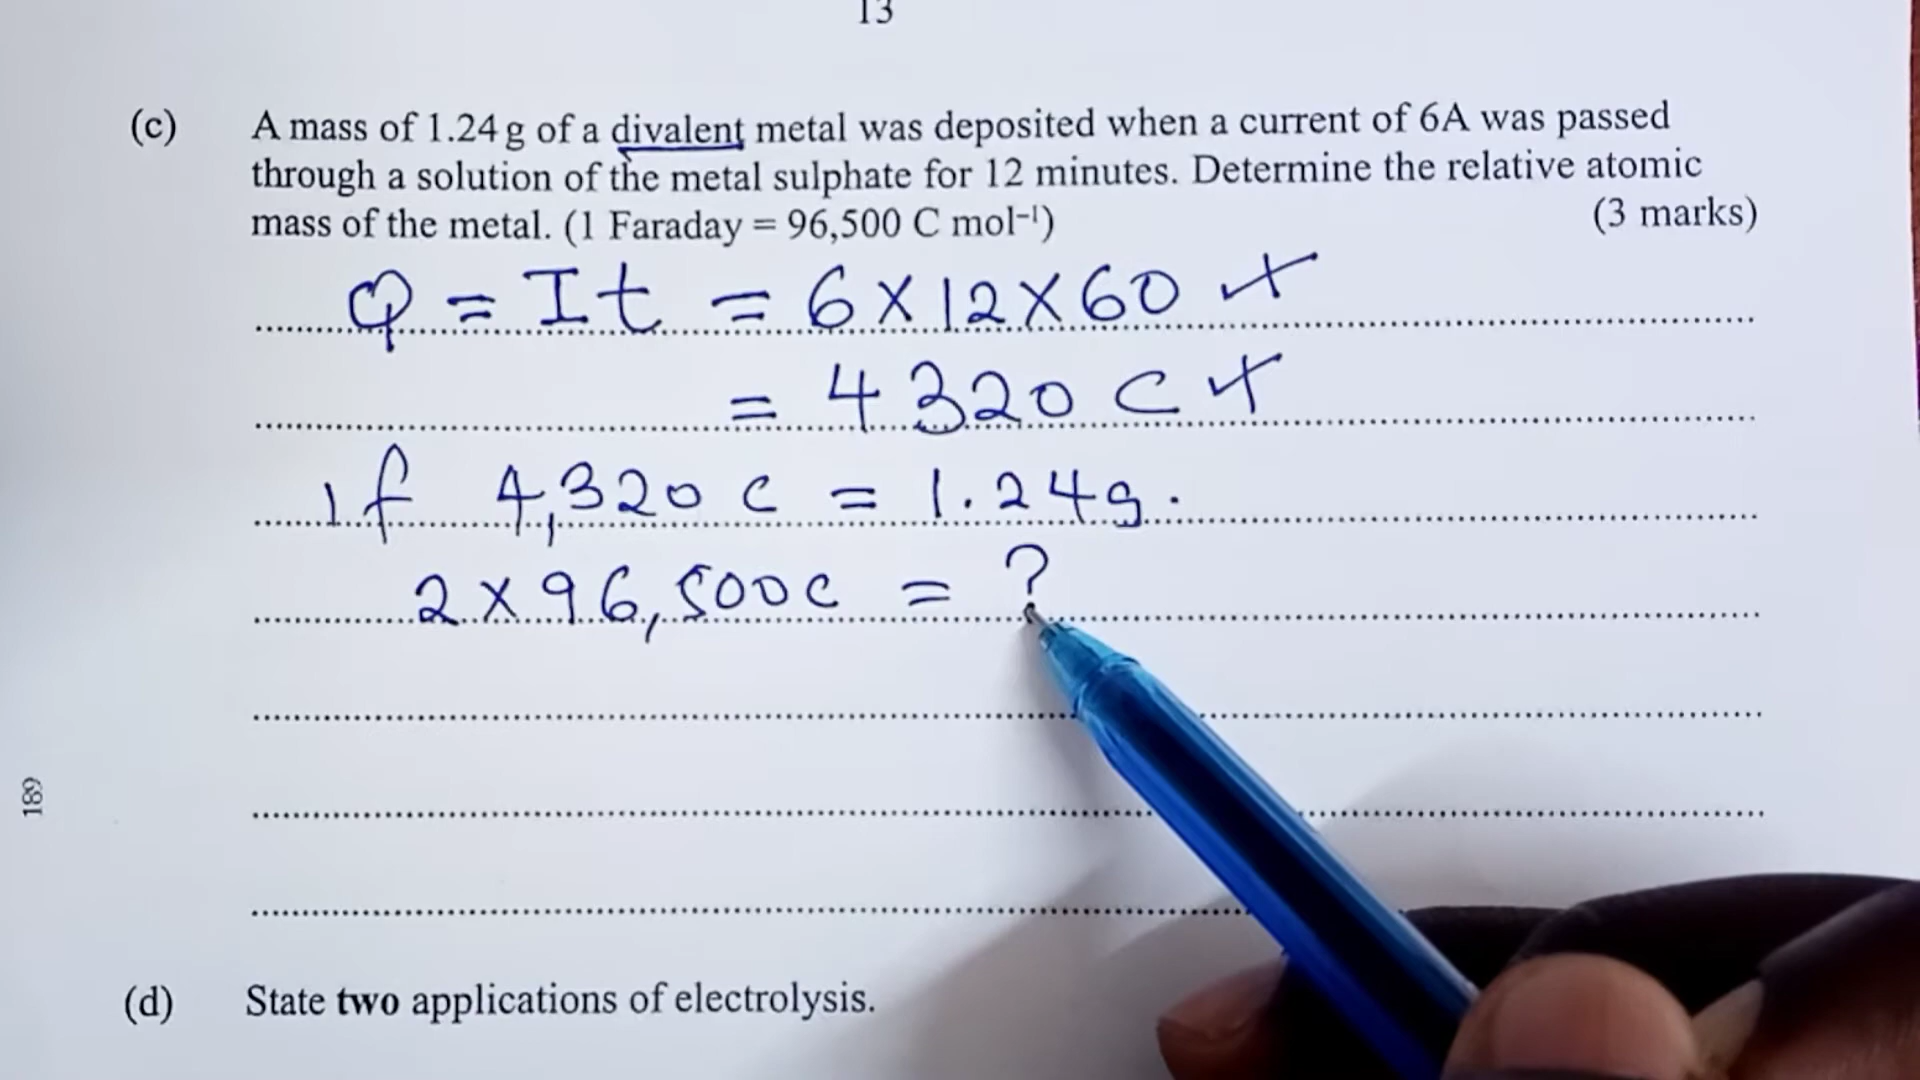 13
(c) A mass of 1.24 g of a divalent metal was deposited when a current of 6A was passed
through a solution of the metal sulphate for 12 minutes. Determine the relative atomic
mass of the metal. (1 Faraday = 96,500 C mol⁻¹) (3 marks)
Q = It = 6 X 12 X 60 ✓
= 4320 C ✓
If 4,320 C = 1.24g.
2 X 96,500C = ?
189
(d) State two applications of electrolysis.